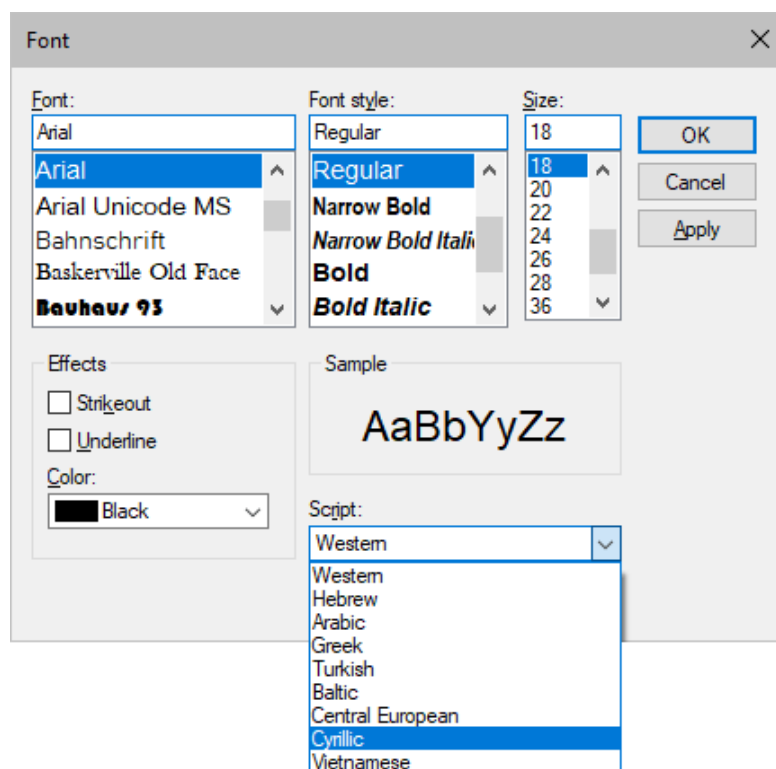 Font
Font:
Arial
Arial
Arial Unicode MS
Bahnschrift
Baskerville Old Face
Bauhaus 93
Font style:
Regular
Regular
Narrow Bold
Narrow Bold Itali
Bold
Bold Italic
Size:
18
18
20
22
24
26
28
36
OK
Cancel
Apply
Effects
Strikeout
Underline
Color:
Black
Sample
AaBbYyZz
Script:
Western
Western
Hebrew
Arabic
Greek
Turkish
Baltic
Central European
Cyrillic
Vietnamese